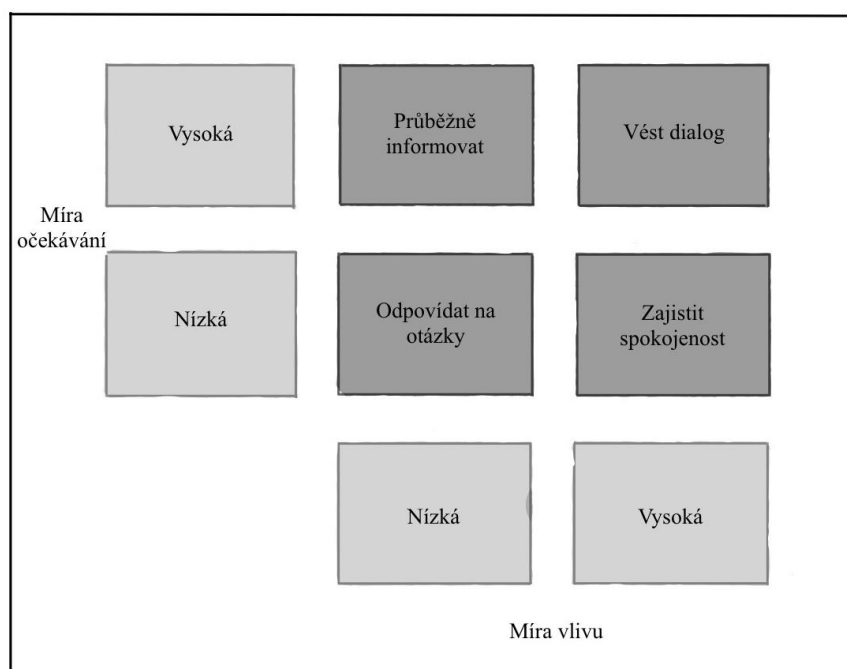 Vysoká
Průběžně
informovat
Vést dialog
Míra
očekávání
Nízká
Odpovídat na
otázky
Zajistit
spokojenost
Nízká
Vysoká
Míra vlivu